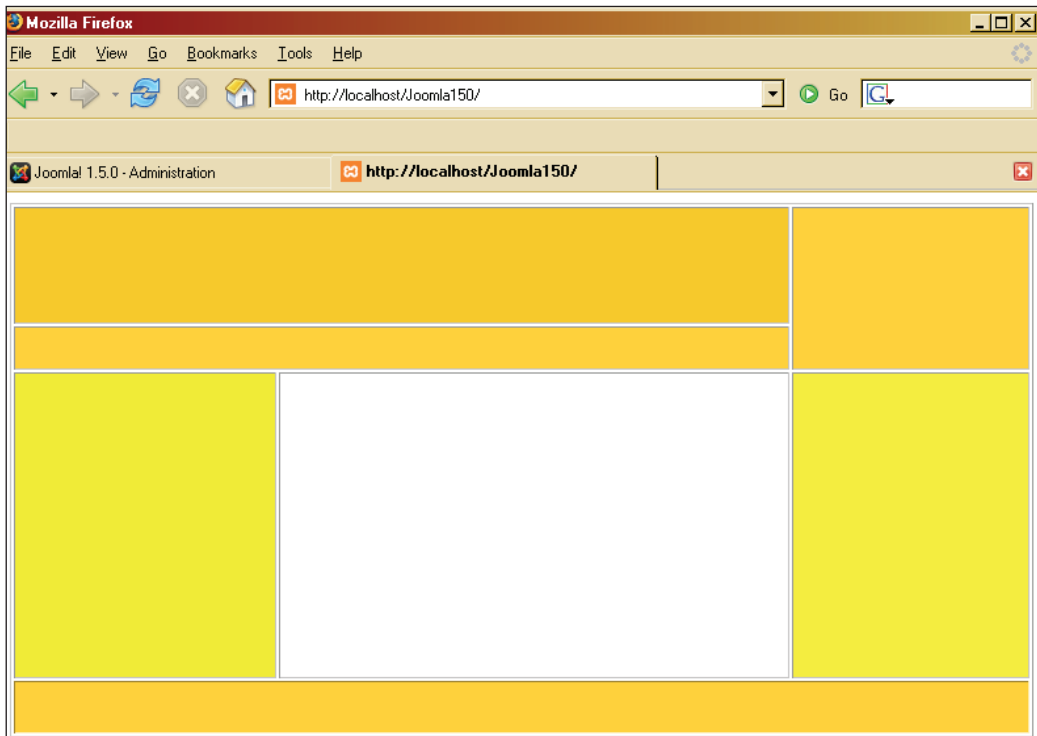 Mozilla Firefox
File Edit View Go Bookmarks Tools Help
http://localhost/Joomla150/ Go G
Joomla! 1.5.0 - Administration http://localhost/Joomla150/